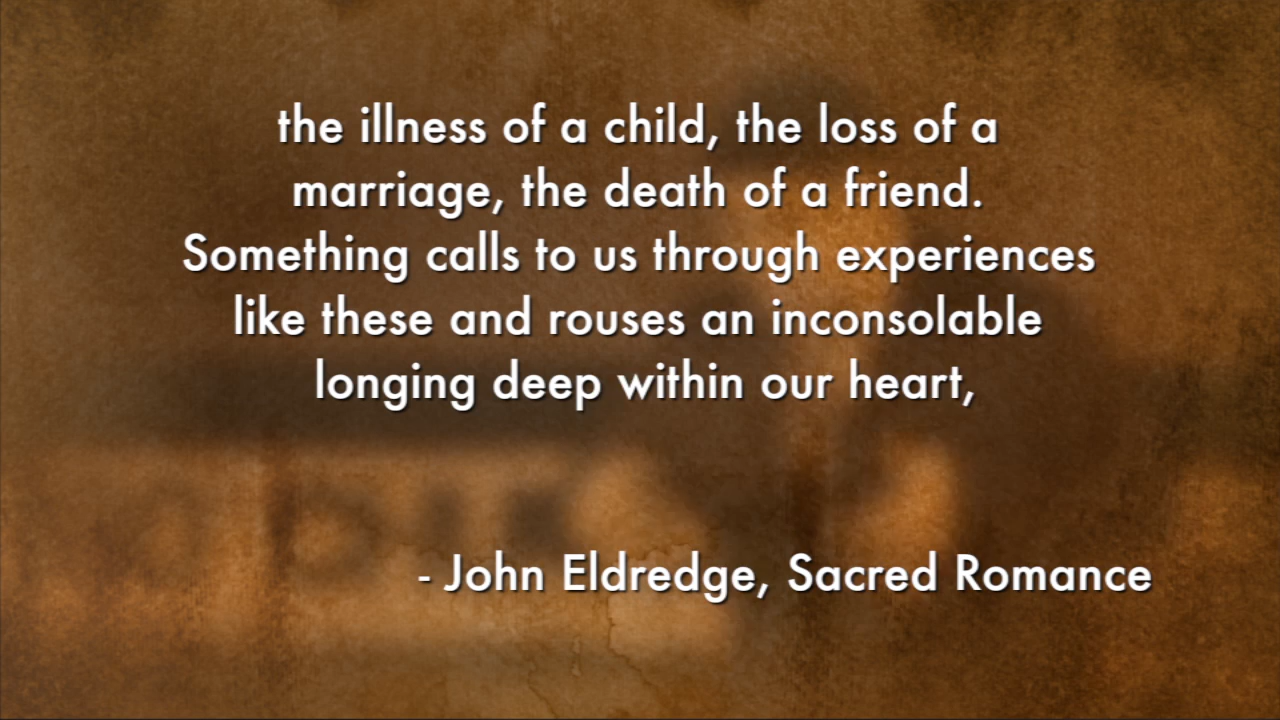 the illness of a child, the loss of a
marriage, the death of a friend.
Something calls to us through experiences
like these and rouses an inconsolable
longing deep within our heart,
- John Eldredge, Sacred Romance